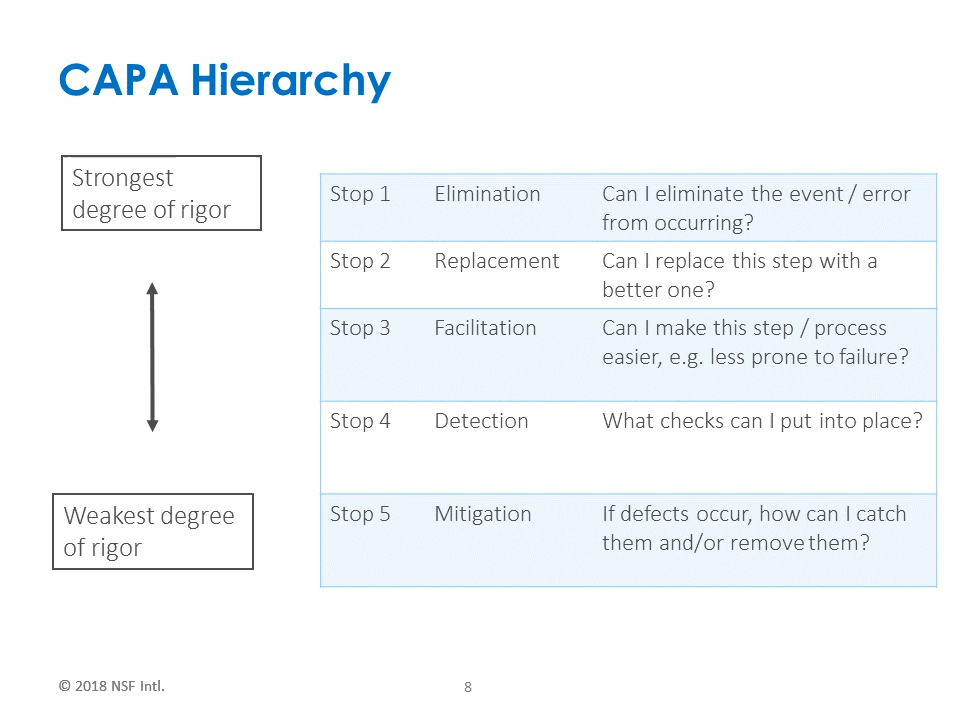 CAPA Hierarchy
Strongest
degree of rigor
Stop 1 Elimination Can I eliminate the event / error
from occurring?
Stop 2 Replacement Can I replace this step with a
better one?
Stop 3 Facilitation Can I make this step / process
easier, e.g. less prone to failure?
Stop 4 Detection What checks can I put into place?
Weakest degree
of rigor
Stop 5 Mitigation If defects occur, how can I catch
them and/or remove them?
© 2018 NSF Intl.
8